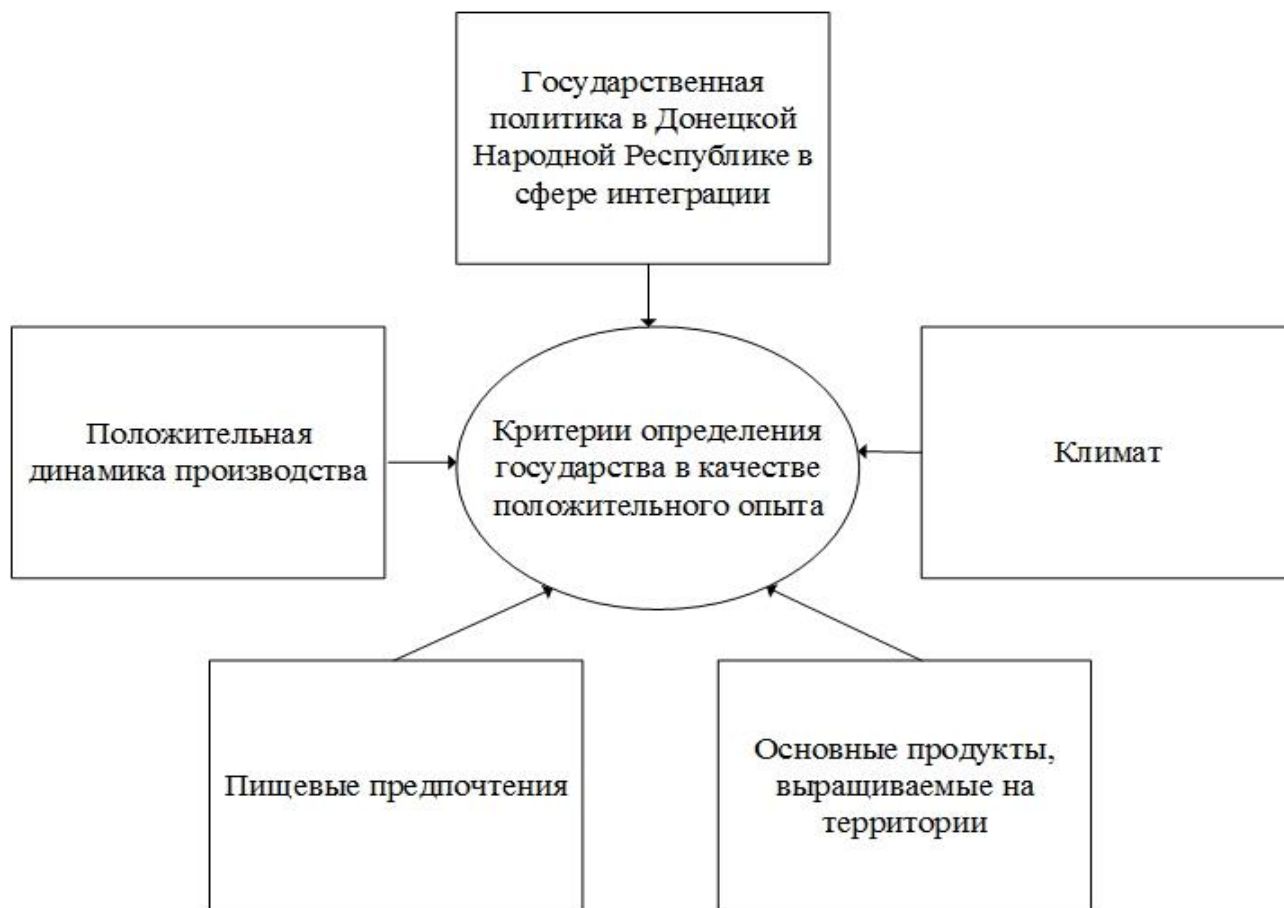 Государственная
политика в Донецкой
Народной Республике в
сфере интеграции
Положительная
динамика производства
Критерии определения
государства в качестве
положительного опыта
Климат
Пищевые предпочтения
Основные продукты,
выращиваемые на
территории